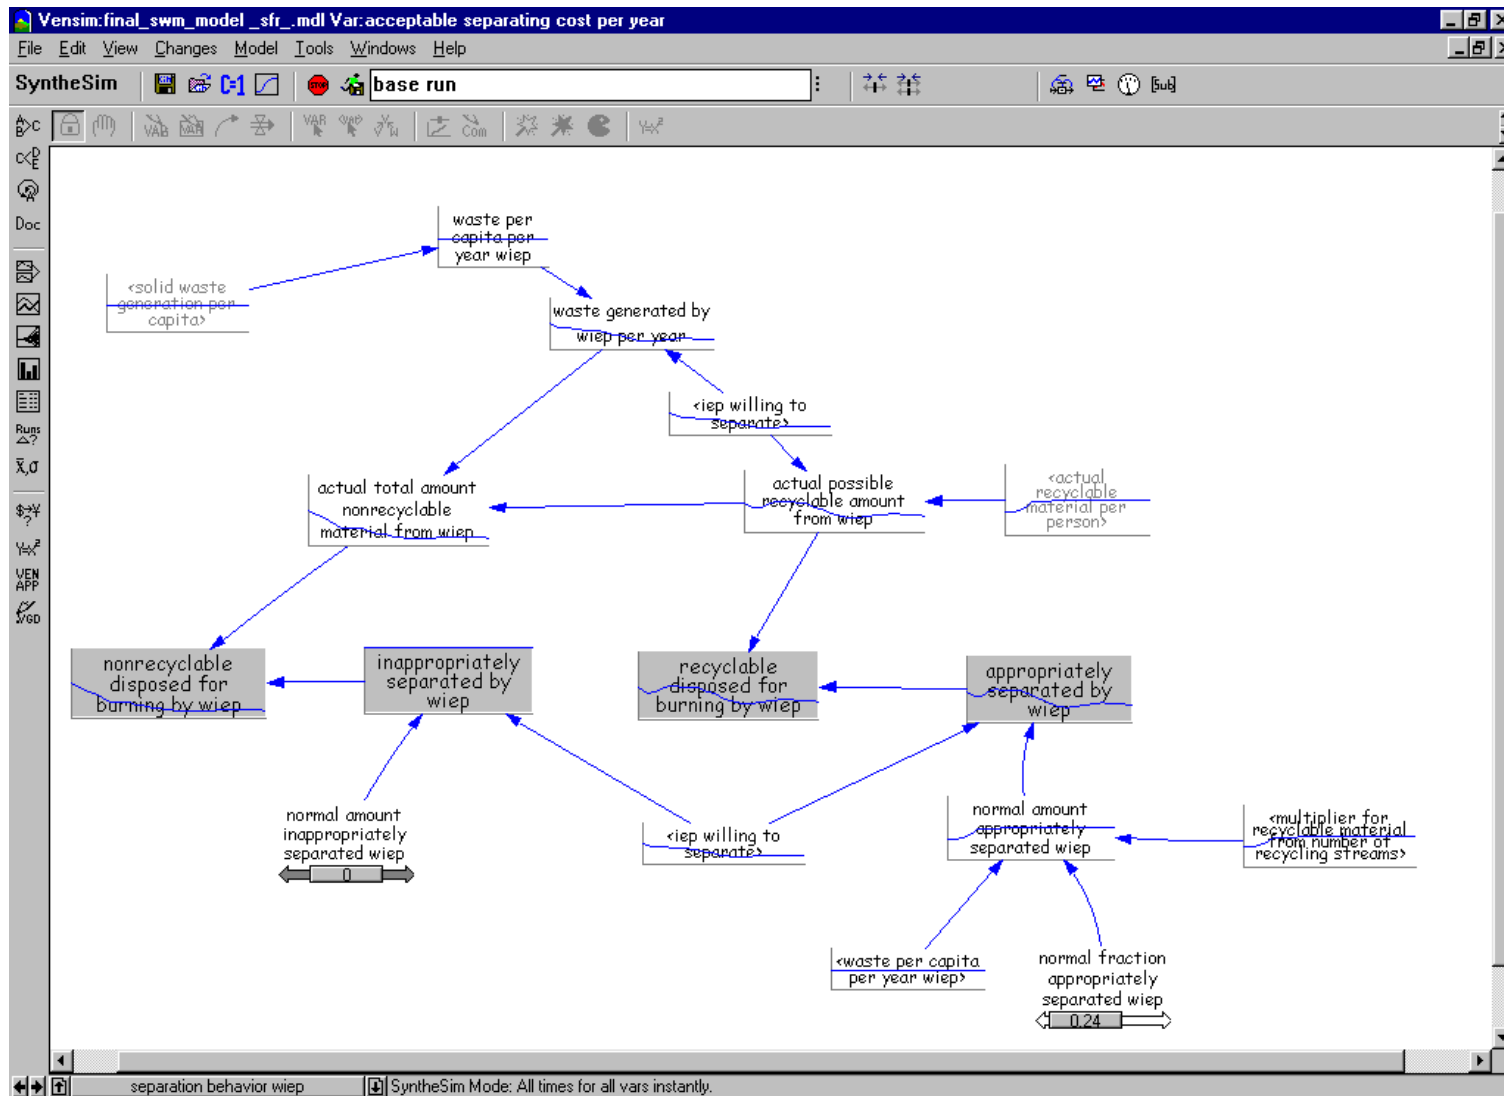 Vensim:final_swm_model _sfr_.mdl Var:acceptable separating cost per year
File Edit View Changes Model Tools Windows Help
SyntheSim
base run
Doc
Runs
VEN
APP
waste per
capita per
year wiep
<solid waste
generation per
capita>
waste generated by
wiep per year
<iep willing to
separate>
actual total amount
nonrecyclable
material from wiep
actual possible
recyclable amount
from wiep
<actual
recyclable
material per
person>
nonrecyclable
disposed for
burning by wiep
inappropriately
separated by
wiep
recyclable
disposed for
burning by wiep
appropriately
separated by
wiep
normal amount
inappropriately
separated wiep
0
<iep willing to
separate>
normal amount
appropriately
separated wiep
<multiplier for
recyclable material
from number of
recycling streams>
<waste per capita
per year wiep>
normal fraction
appropriately
separated wiep
0.24
separation behavior wiep
SyntheSim Mode: All times for all vars instantly.